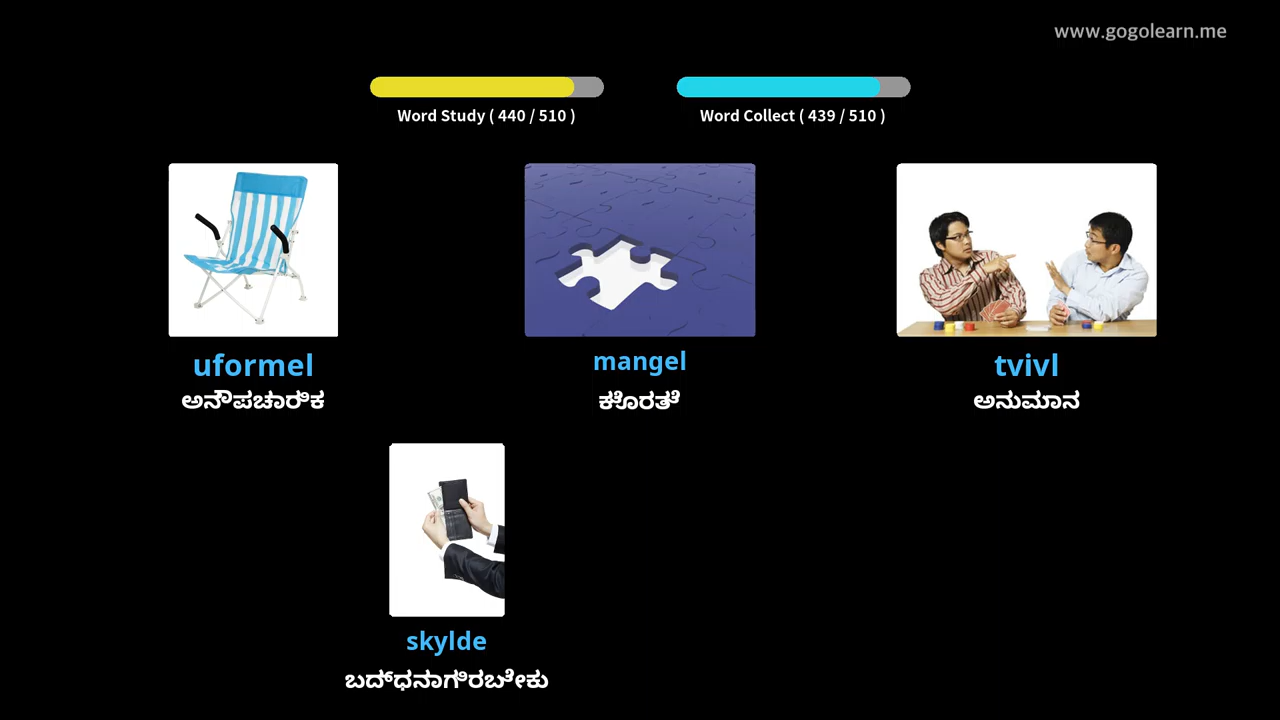 www.gogolearn.me
Word Study ( 440 / 510 )
Word Collect ( 439 / 510 )
uformel
ಅನೌಪಚಾರಿಕ
mangel
ಕೊರತೆ
tvivl
ಅನುಮಾನ
skylde
ಬದ್ಧನಾಗಿರಬೇಕು